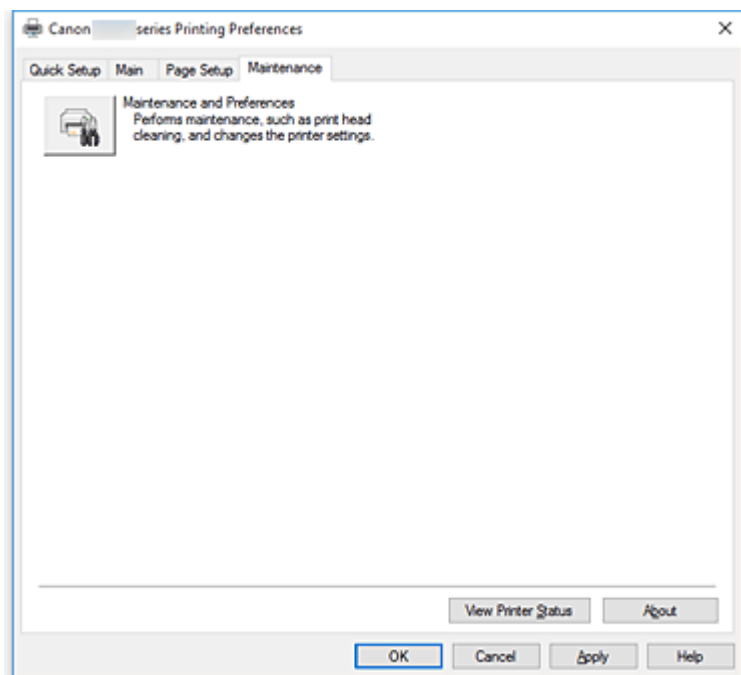 Canon series Printing Preferences
Quick Setup Main Page Setup Maintenance
Maintenance and Preferences
Performs maintenance, such as print head
cleaning, and changes the printer settings.
View Printer Status About
OK Cancel Apply Help